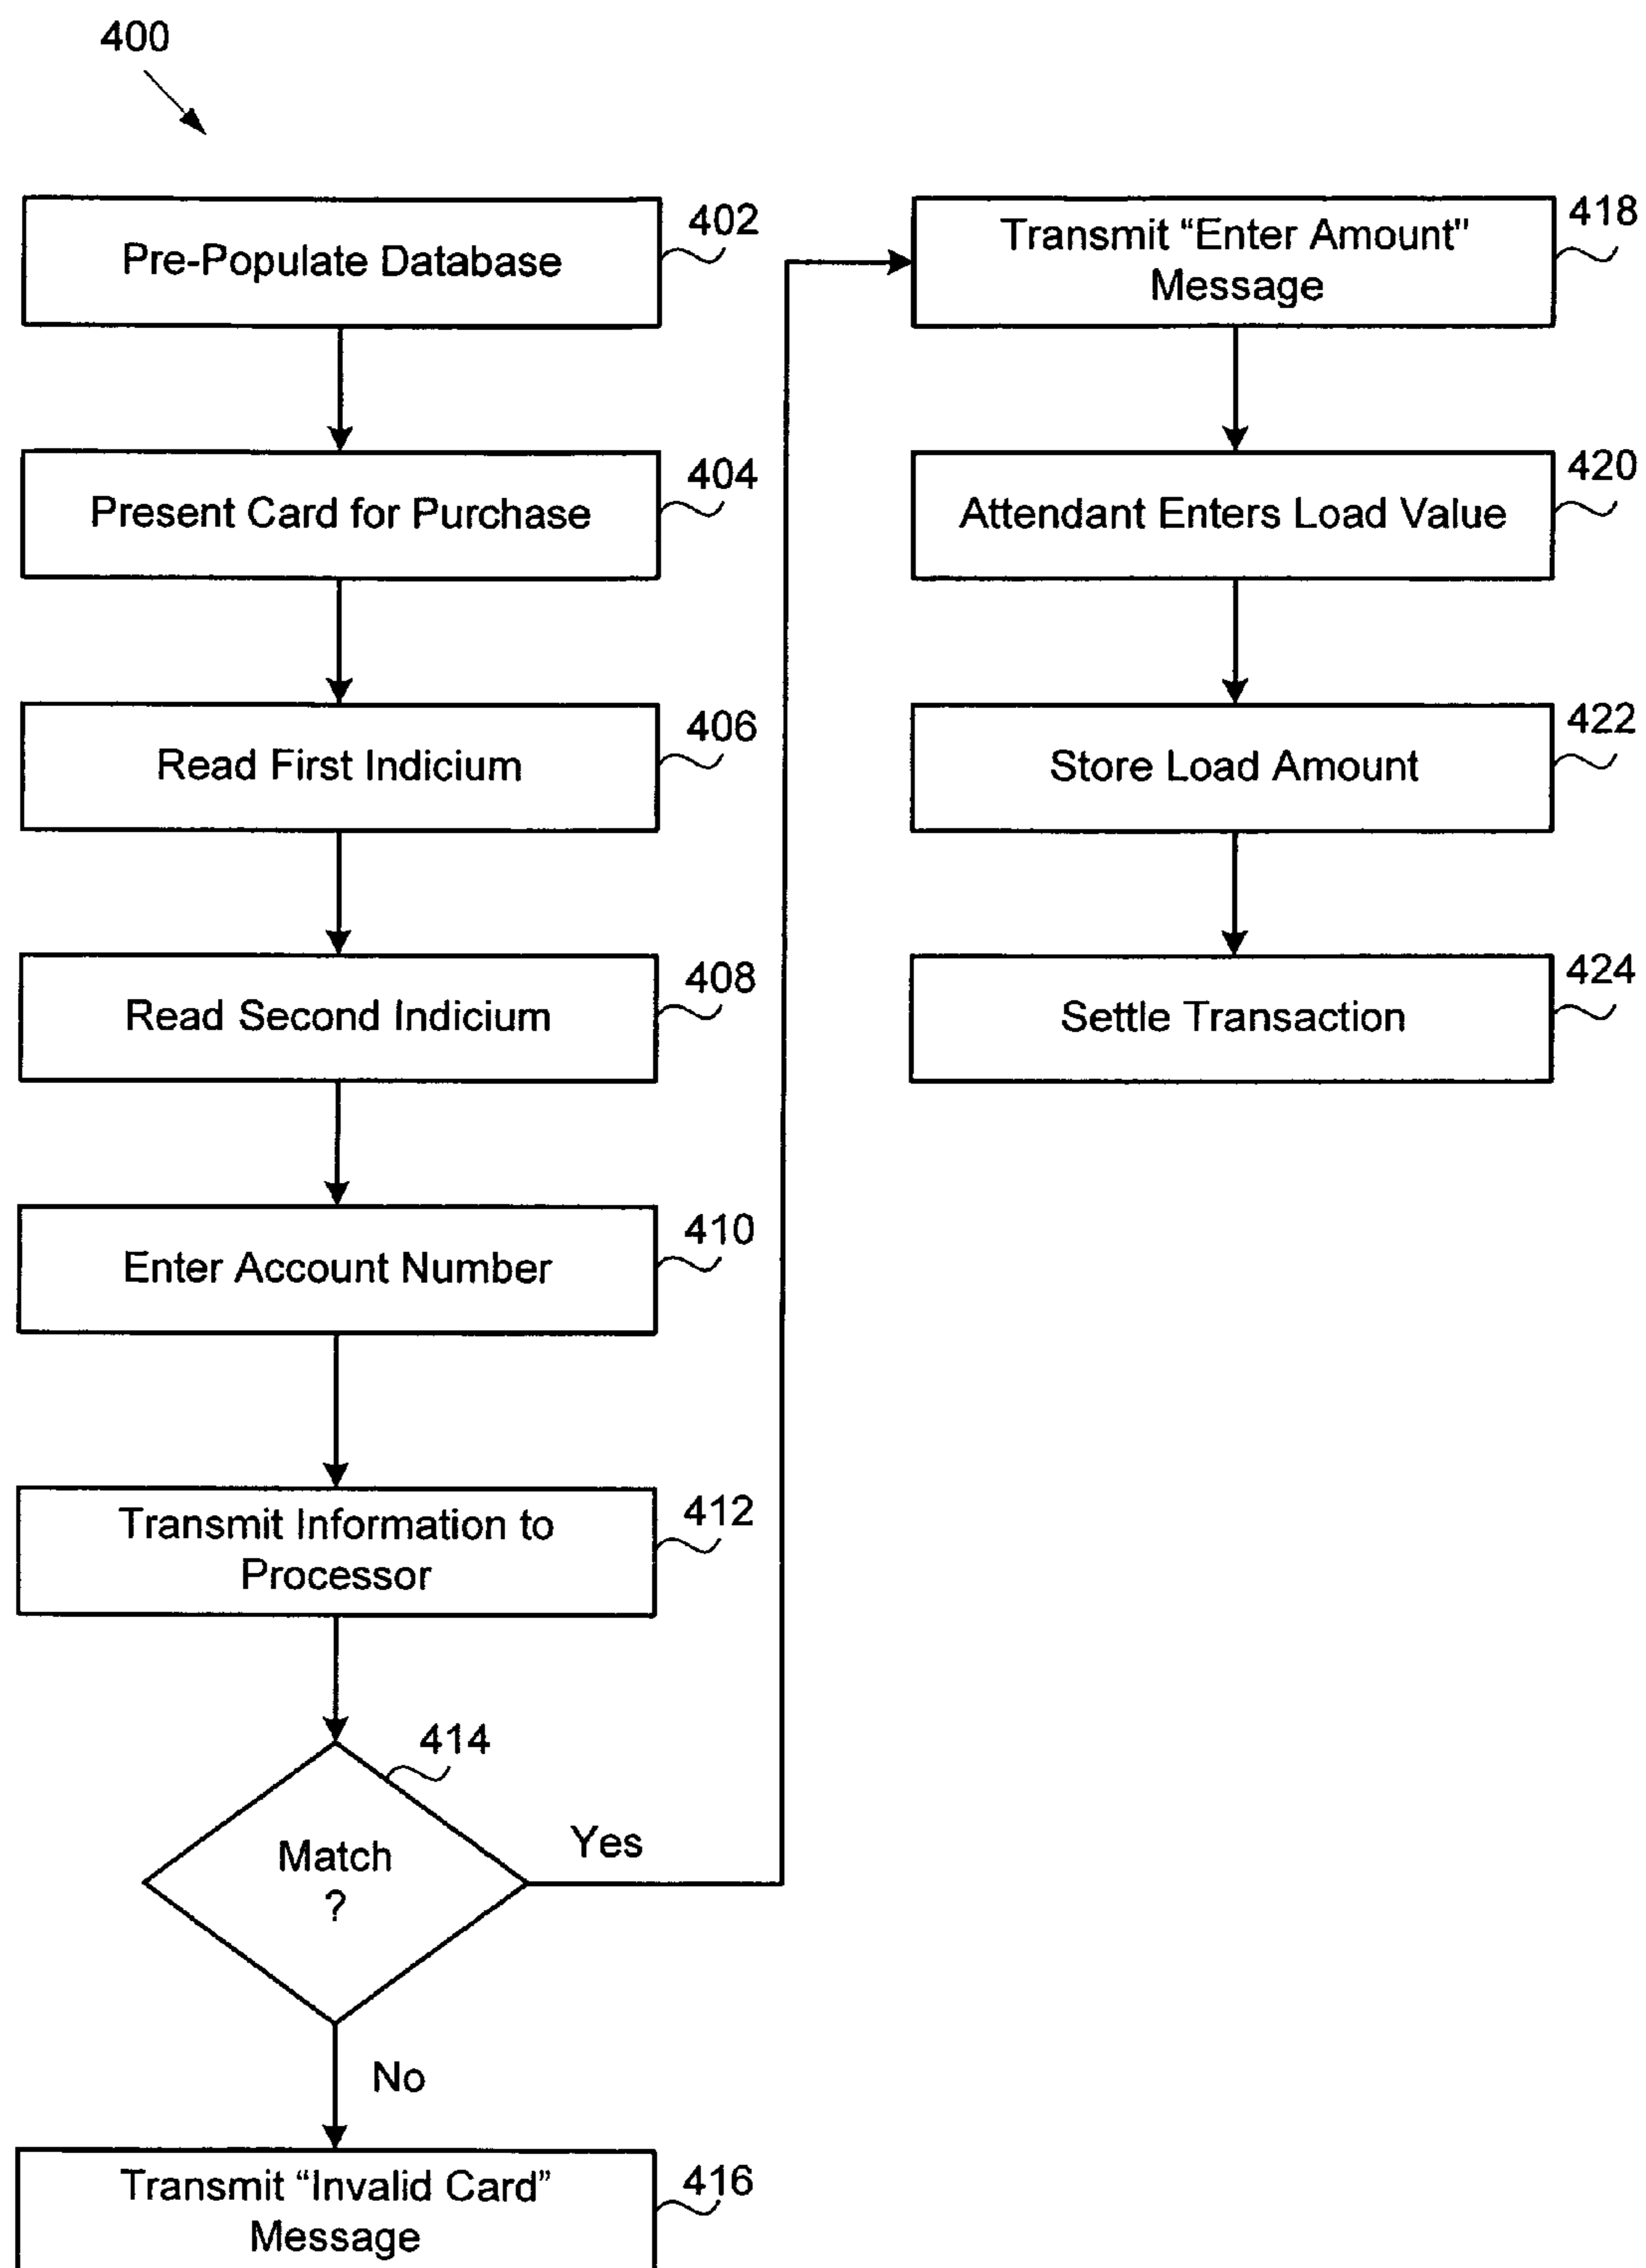 400
402
Pre-Populate Database
404
Present Card for Purchase
406
Read First Indicium
408
Read Second Indicium
410
Enter Account Number
412
Transmit Information to
Processor
414
Match
?
Yes
No
416
Transmit “Invalid Card”
Message
418
Transmit “Enter Amount”
Message
420
Attendant Enters Load Value
422
Store Load Amount
424
Settle Transaction